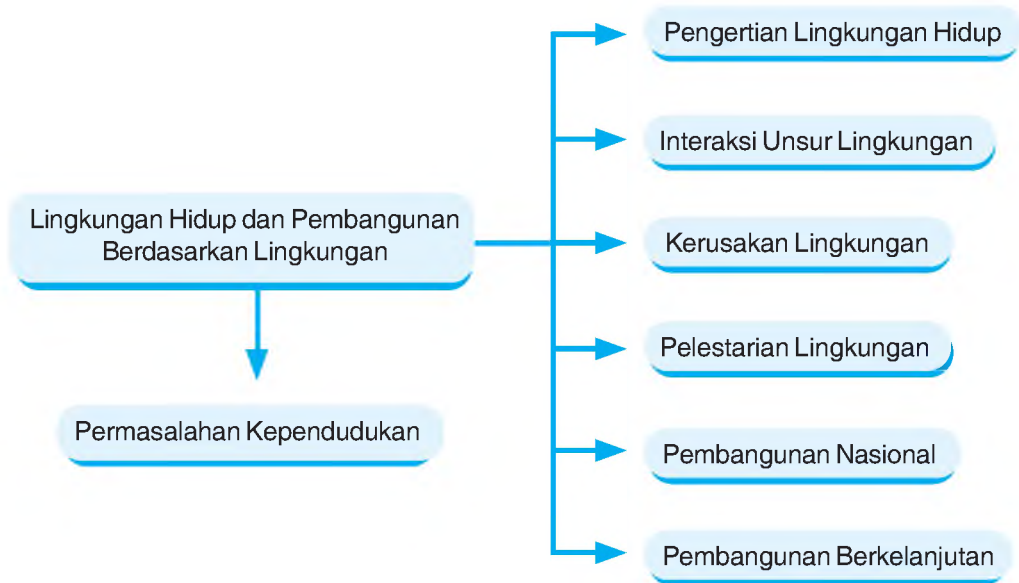 Pengertian Lingkungan Hidup
Interaksi Unsur Lingkungan
Lingkungan Hidup dan Pembangunan
Berdasarkan Lingkungan
Kerusakan Lingkungan
Pelestarian Lingkungan
Permasalahan Kependudukan
Pembangunan Nasional
Pembangunan Berkelanjutan